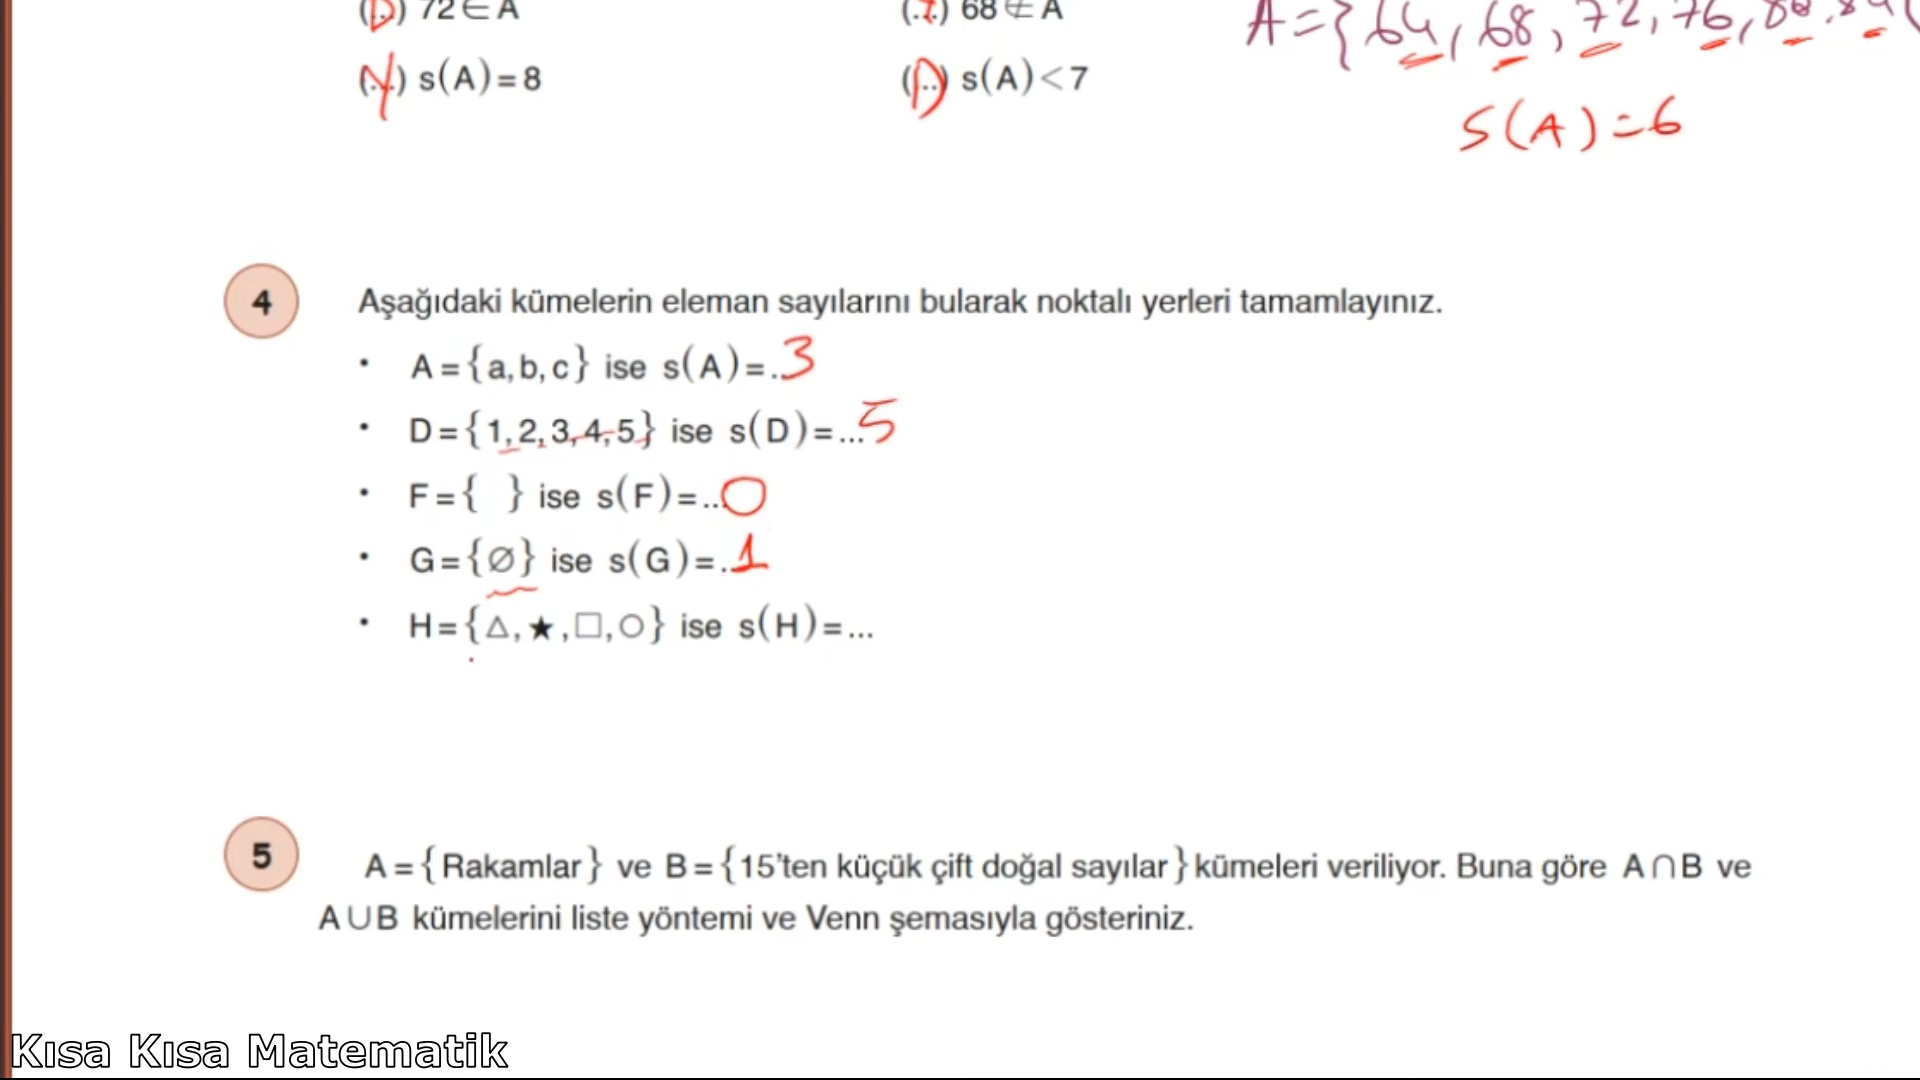 (D) 72 ∈ A (...) 68 ∉ A A={64, 68, 72, 76, 80, 84
(Y) s(A)=8 (D) s(A)<7
s(A)=6
4 Aşağıdaki kümelerin eleman sayılarını bularak noktalı yerleri tamamlayınız.
• A={a,b,c} ise s(A)=..3
• D={1,2,3,4,5} ise s(D)=...5
• F={ } ise s(F)=...0
• G={∅} ise s(G)=..1
• H={△,★,□,○} ise s(H)=...
5 A={Rakamlar} ve B={15'ten küçük çift doğal sayılar} kümeleri veriliyor. Buna göre A∩B ve
A∪B kümelerini liste yöntemi ve Venn şemasıyla gösteriniz.
Kısa Kısa Matematik